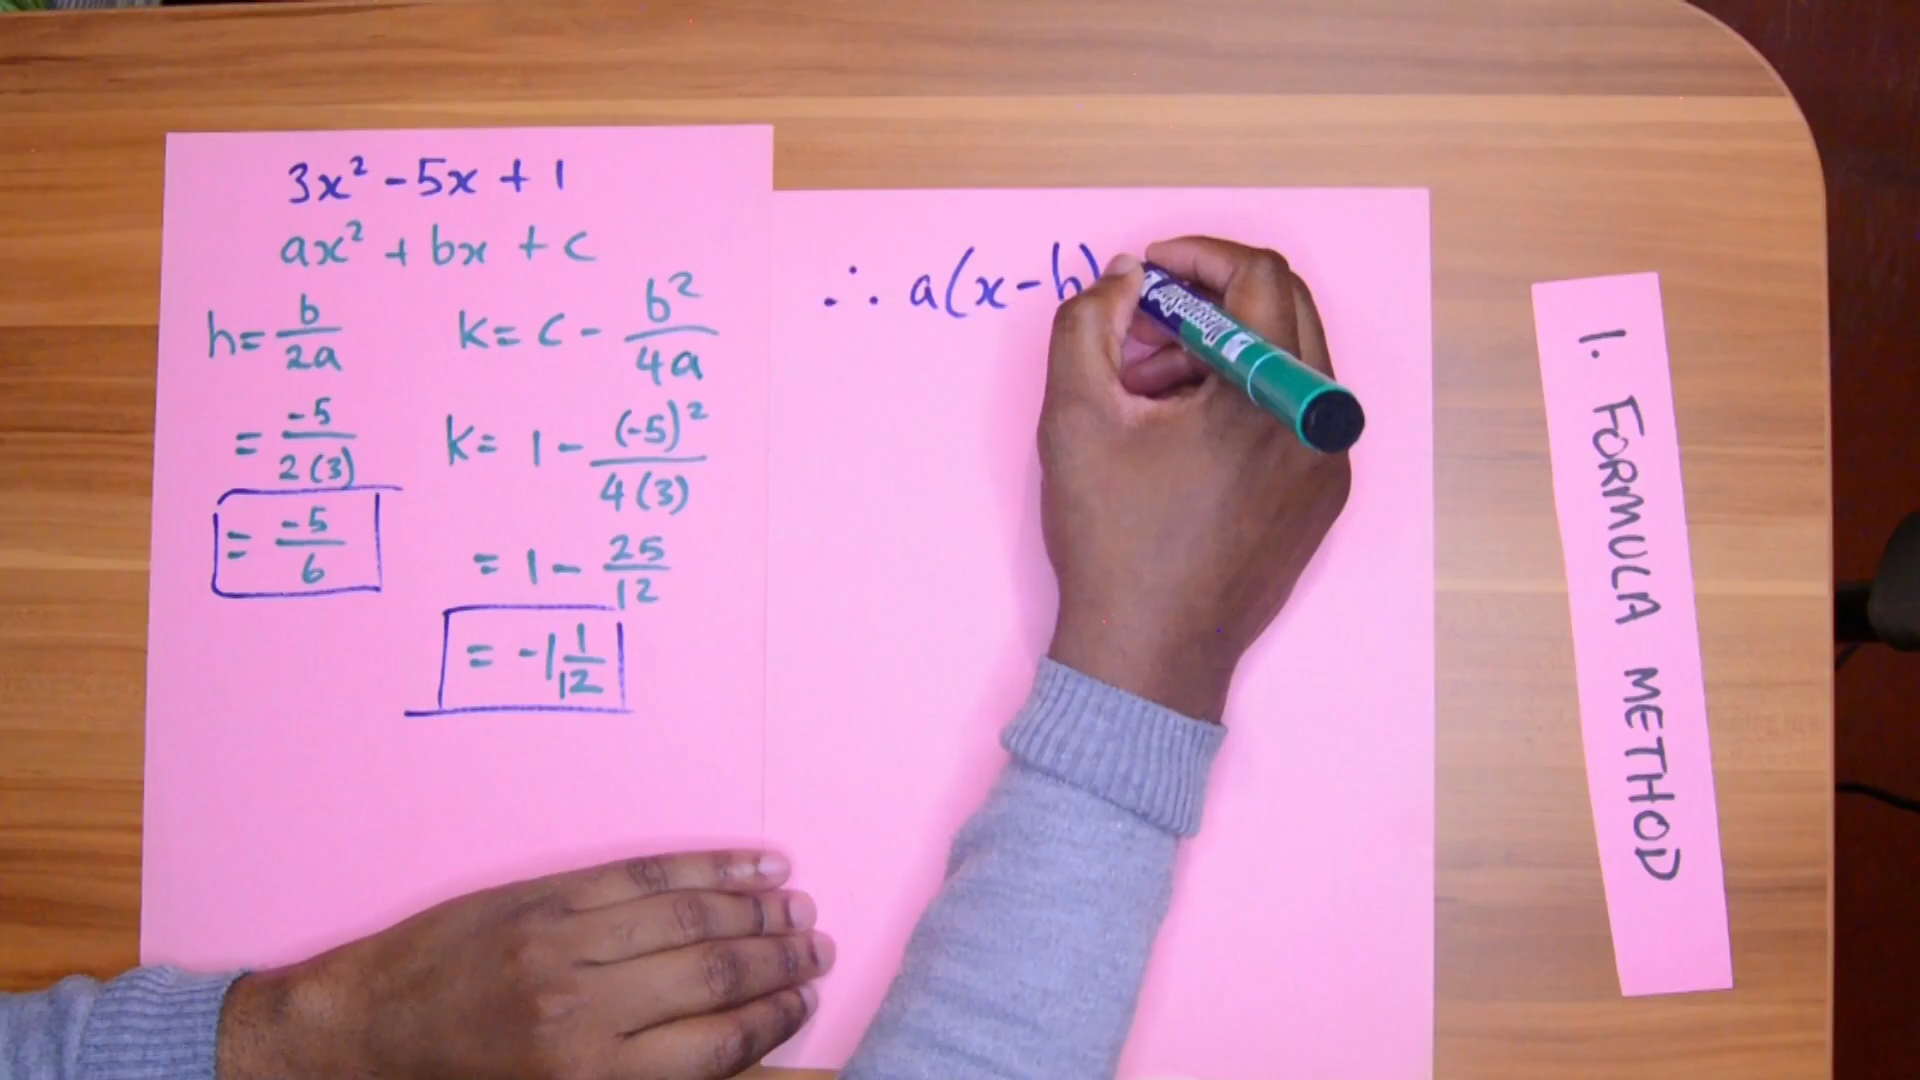 3x² - 5x + 1
ax² + bx + c
h = b/2a
= -5/2(3)
= -5/6
K = c - b²/4a
K = 1 - (-5)²/4(3)
= 1 - 25/12
= -1 1/12
∴ a(x-h)
1. FORMULA METHOD